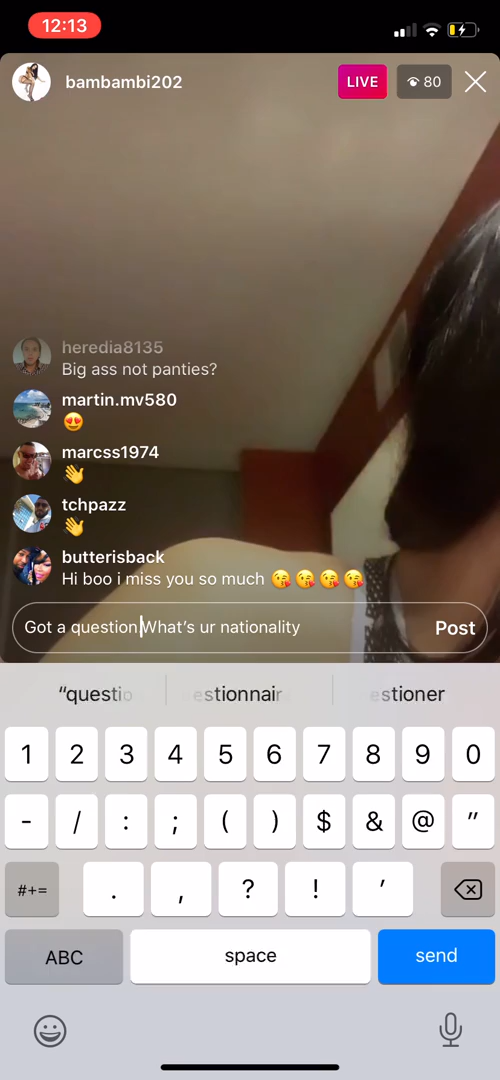 12:13
bambambi202
LIVE
80
heredia8135
Big ass not panties?
martin.mv580
😍
marcss1974
👋
tchpazz
👋
butterisback
Hi boo i miss you so much 😘😘😘😘
Got a question What's ur nationality
Post
“questio estionnair estioner
1 2 3 4 5 6 7 8 9 0
- / : ; ( ) $ & @ "
#+= . , ? ! '
ABC space send